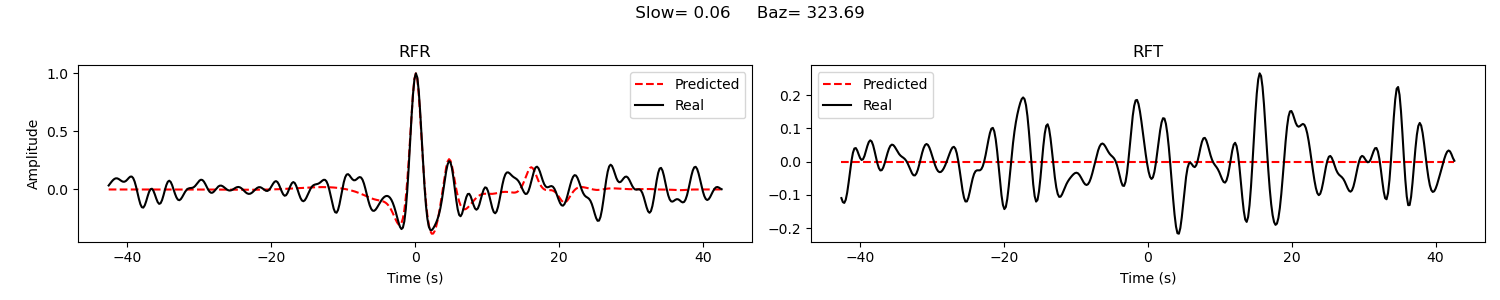 Slow= 0.06 Baz= 323.69
RFR
RFT
1.0
0.5
0.0
Amplitude
Predicted
Real
−40
−20
0
20
40
Time (s)
0.2
0.1
0.0
−0.1
−0.2
Predicted
Real
−40
−20
0
20
40
Time (s)